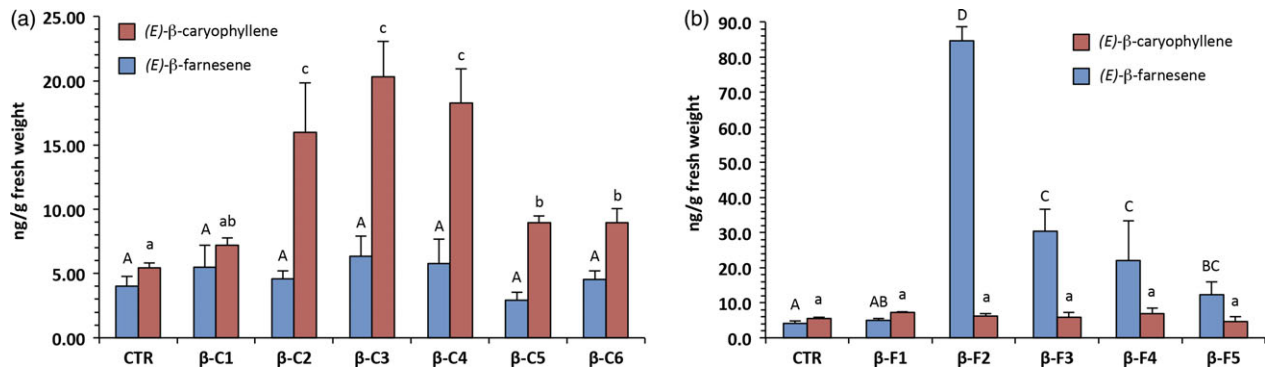 (a)
ng/g fresh weight
25.00
20.00
15.00
10.00
5.00
0.00
(E)-β-caryophyllene
(E)-β-farnesene
A a A ab A c A c A c A b A b
CTR β-C1 β-C2 β-C3 β-C4 β-C5 β-C6
(b)
ng/g fresh weight
90.0
80.0
70.0
60.0
50.0
40.0
30.0
20.0
10.0
0.0
(E)-β-caryophyllene
(E)-β-farnesene
A a AB a D a C a C a BC a
CTR β-F1 β-F2 β-F3 β-F4 β-F5